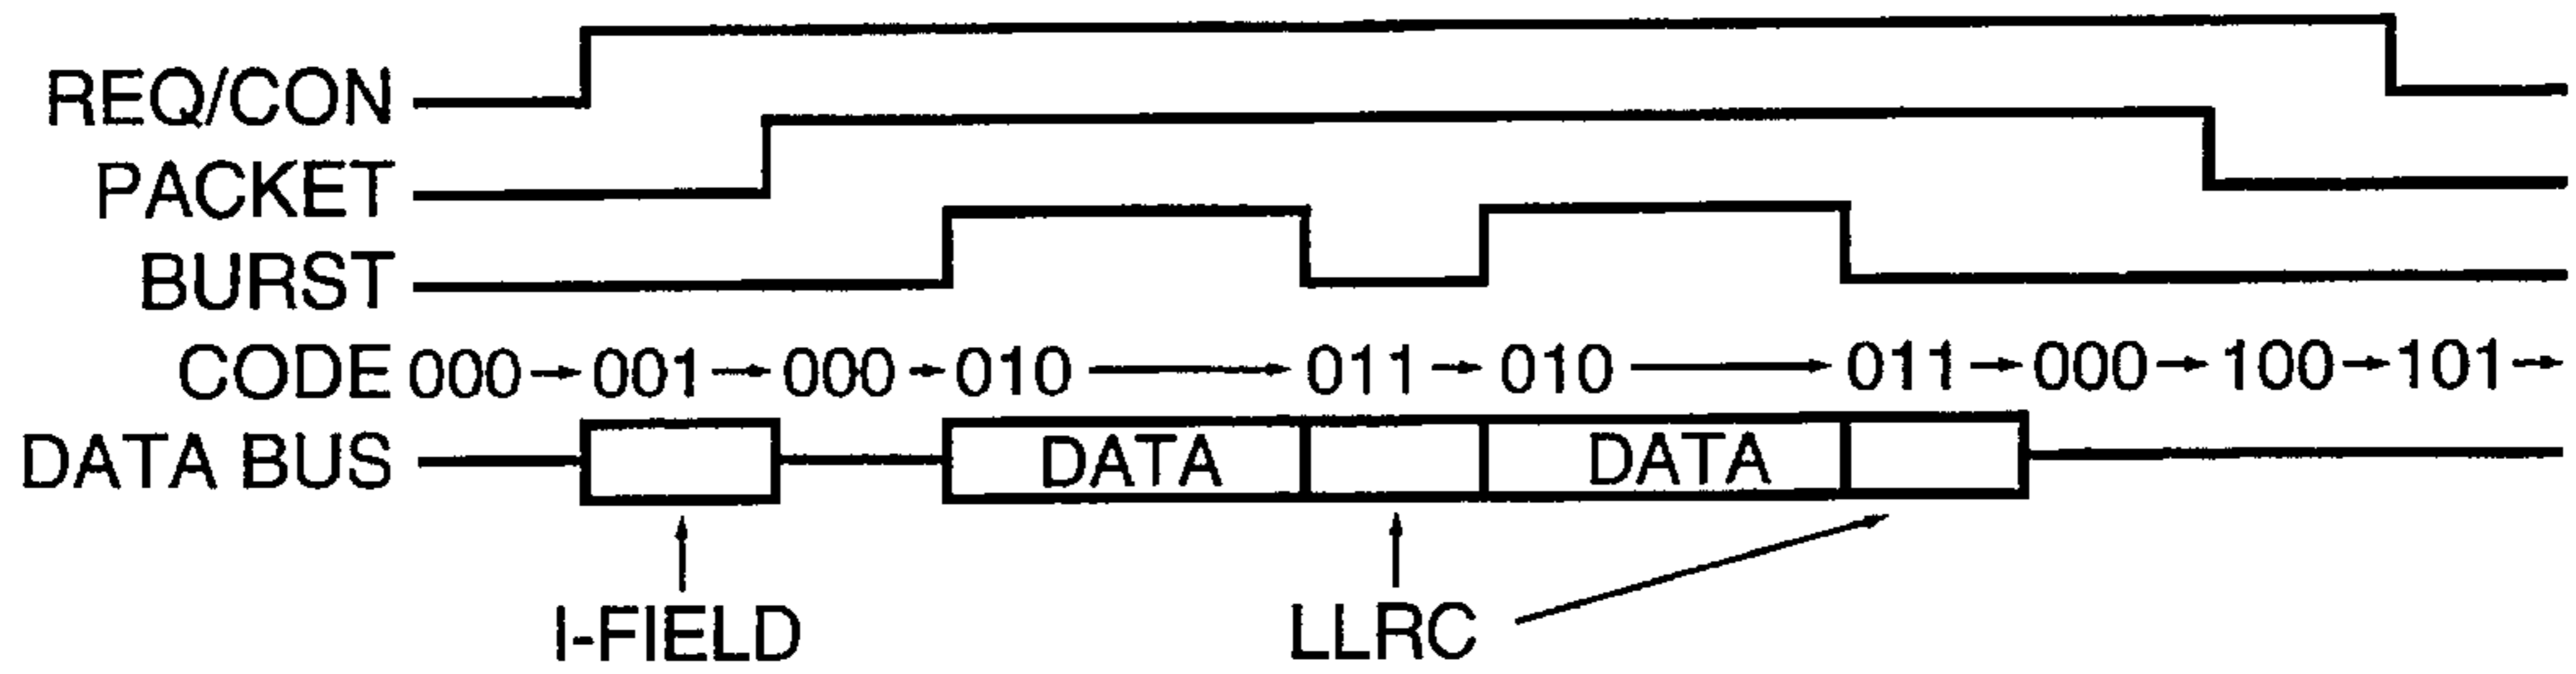 REQ/CON
PACKET
BURST
CODE 000 → 001 → 000 → 010 → 011 → 010 → 011 → 000 → 100 → 101 →
DATA BUS DATA DATA
I-FIELD LLRC